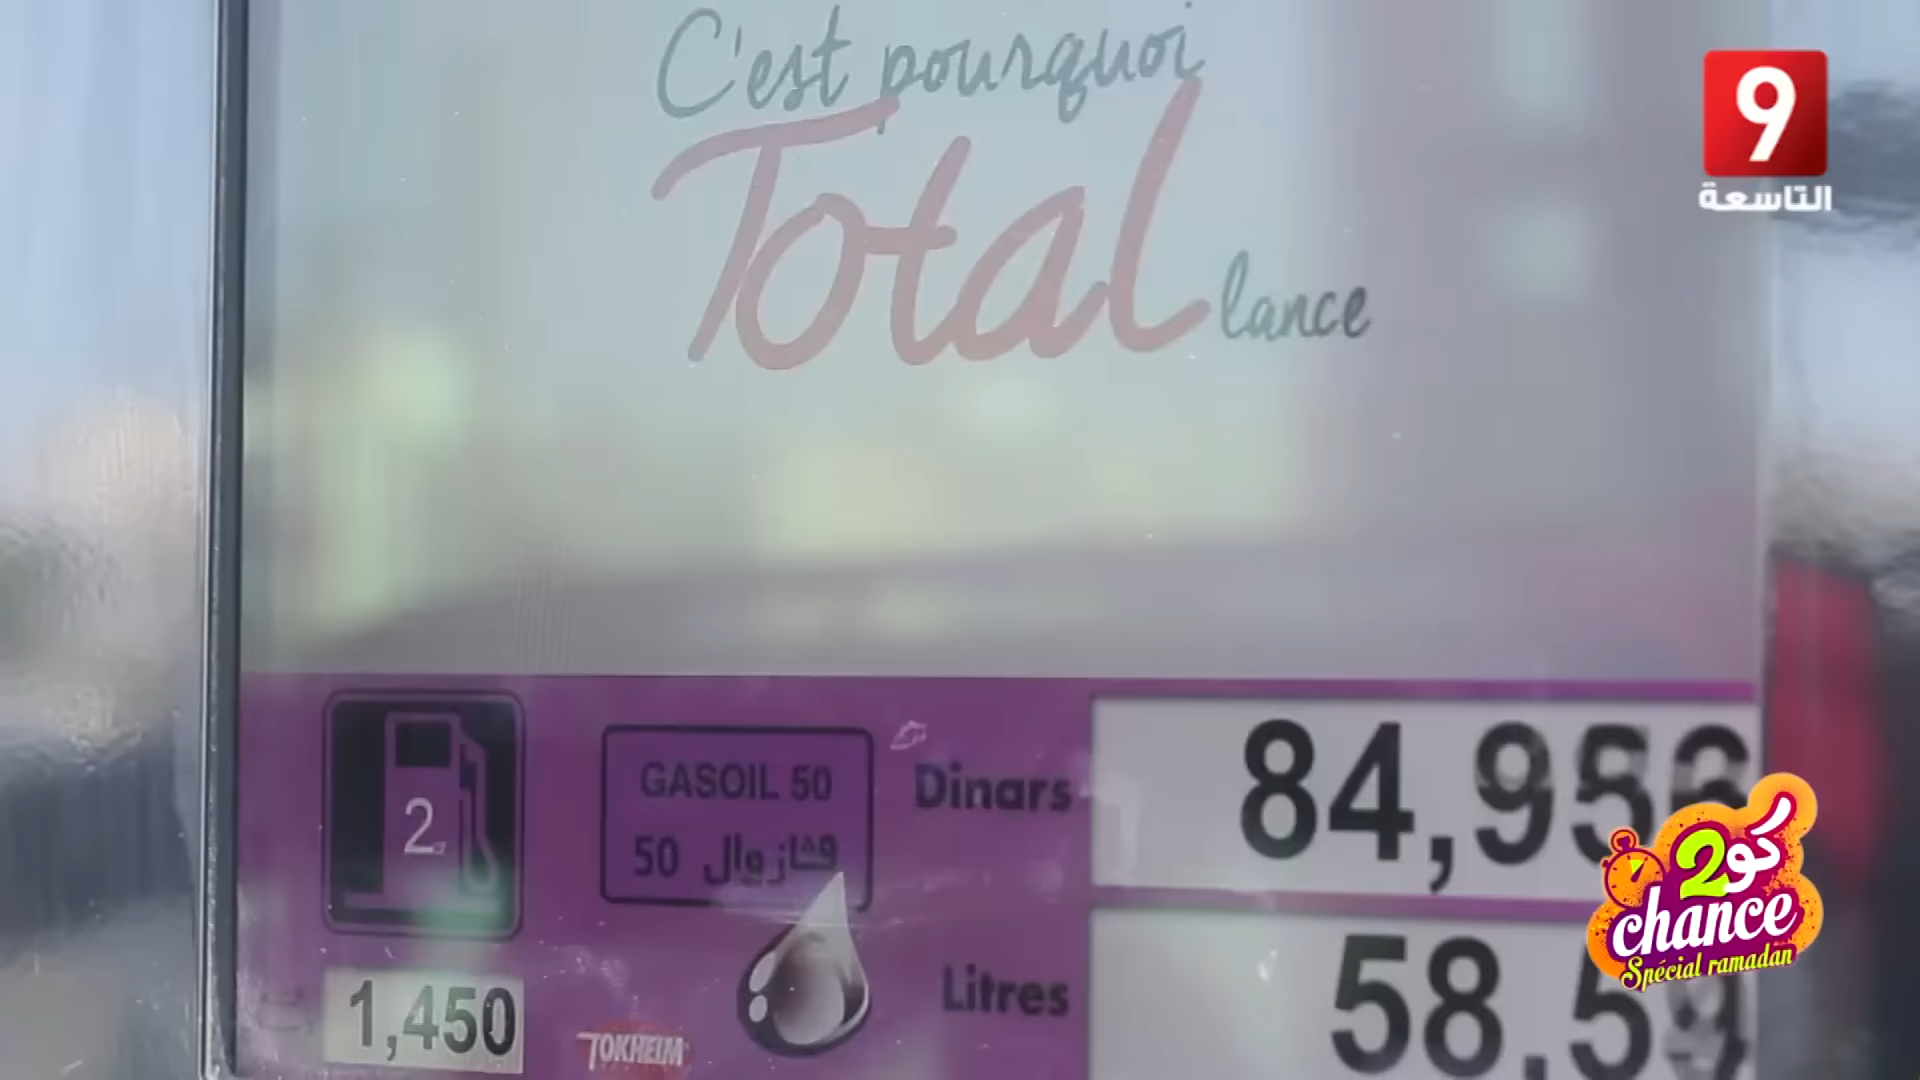 C'est pourquoi
Total lance
9
التاسعة
2
GASOIL 50
ڤازوال 50
Dinars
84,95
Litres
58.5
1,450
TOKHEIM
2 كو
chance
Spécial ramadan